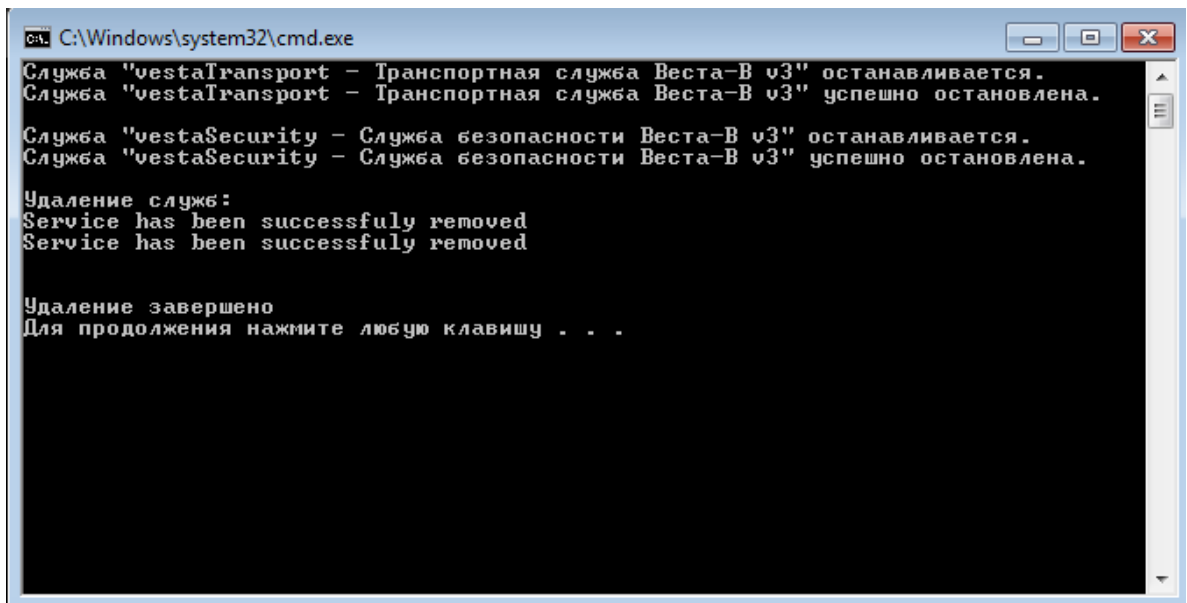 C:\Windows\system32\cmd.exe
Служба "vestaTransport - Транспортная служба Веста-В v3" останавливается.
Служба "vestaTransport - Транспортная служба Веста-В v3" успешно остановлена.
Служба "vestaSecurity - Служба безопасности Веста-В v3" останавливается.
Служба "vestaSecurity - Служба безопасности Веста-В v3" успешно остановлена.
Удаление служб:
Service has been successfuly removed
Service has been successfuly removed
Удаление завершено
Для продолжения нажмите любую клавишу . . .